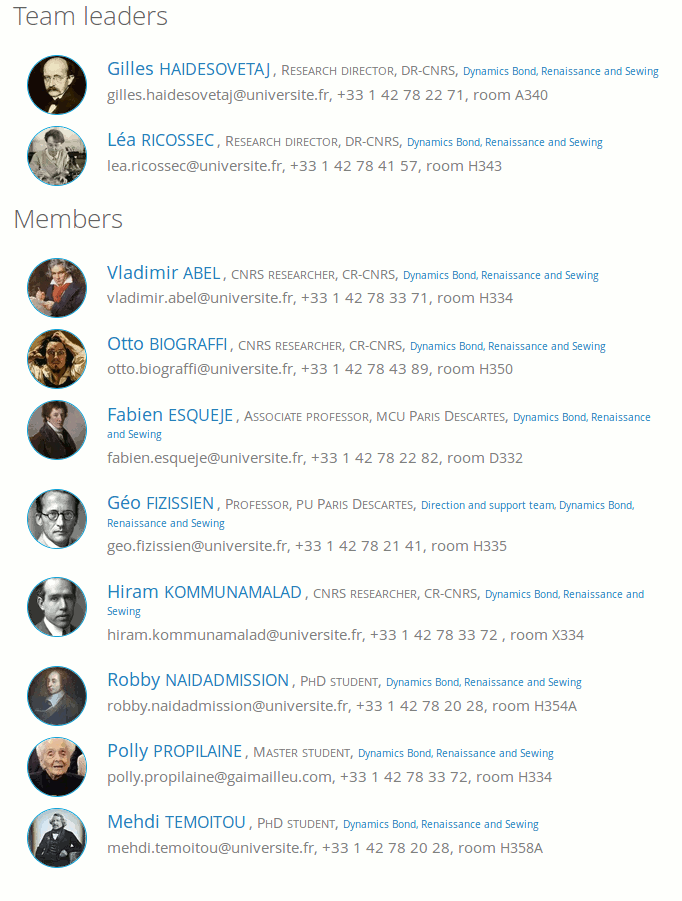 Team leaders
Gilles HAIDESOVETAJ , Research director, DR-CNRS, Dynamics Bond, Renaissance and Sewing
gilles.haidesovetaj@universite.fr, +33 1 42 78 22 71, room A340
Léa RICOSSEC , Research director, DR-CNRS, Dynamics Bond, Renaissance and Sewing
lea.ricossec@universite.fr, +33 1 42 78 41 57, room H343
Members
Vladimir ABEL , CNRS researcher, CR-CNRS, Dynamics Bond, Renaissance and Sewing
vladimir.abel@universite.fr, +33 1 42 78 33 71, room H334
Otto BIOGRAFFI , CNRS researcher, CR-CNRS, Dynamics Bond, Renaissance and Sewing
otto.biograffi@universite.fr, +33 1 42 78 43 89, room H350
Fabien ESQUEJE , Associate professor, MCU Paris Descartes, Dynamics Bond, Renaissance
and Sewing
fabien.esqueje@universite.fr, +33 1 42 78 22 82, room D332
Géo FIZISSIEN , Professor, PU Paris Descartes, Direction and support team, Dynamics Bond,
Renaissance and Sewing
geo.fizissien@universite.fr, +33 1 42 78 21 41, room H335
Hiram KOMMUNAMALAD , CNRS researcher, CR-CNRS, Dynamics Bond, Renaissance and
Sewing
hiram.kommunamalad@universite.fr, +33 1 42 78 33 72 , room X334
Robby NAIDADMISSION , PhD student, Dynamics Bond, Renaissance and Sewing
robby.naidadmission@universite.fr, +33 1 42 78 20 28, room H354A
Polly PROPILAINE , Master student, Dynamics Bond, Renaissance and Sewing
polly.propilaine@gaimailleu.com, +33 1 42 78 33 72, room H334
Mehdi TEMOITOU , PhD student, Dynamics Bond, Renaissance and Sewing
mehdi.temoitou@universite.fr, +33 1 42 78 20 28, room H358A